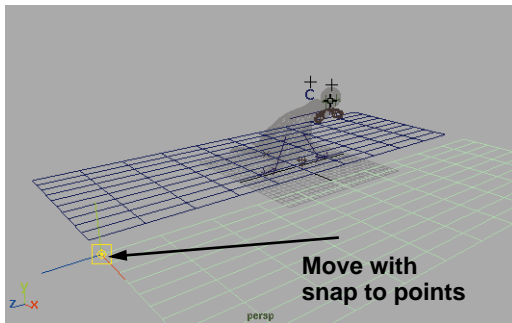 C
Move with
snap to points
y
z x
persp